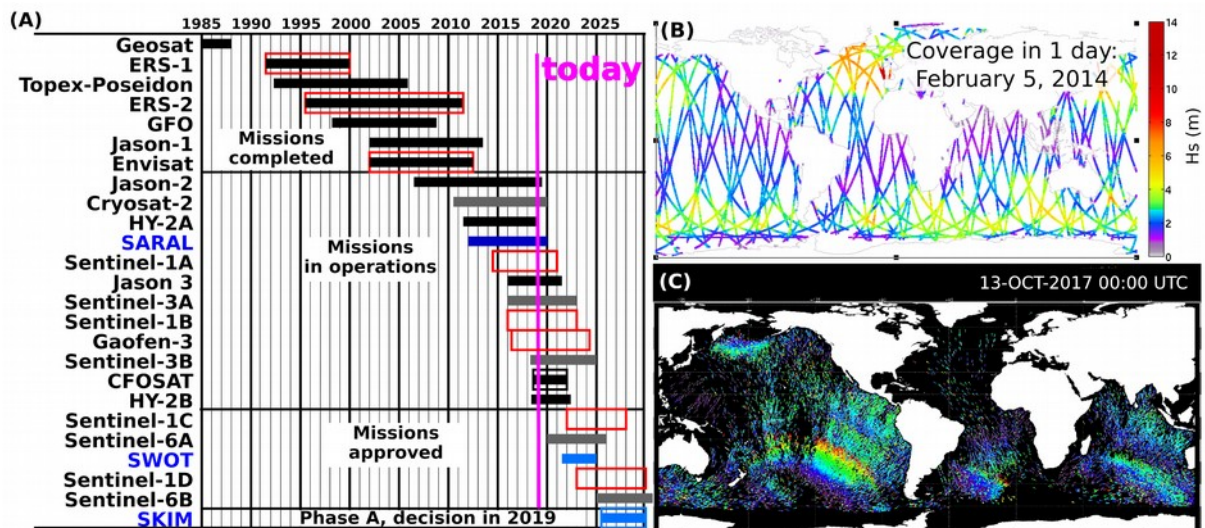 (A)
1985 1990 1995 2000 2005 2010 2015 2020 2025
today
Geosat
ERS-1
Topex-Poseidon
ERS-2
GFO
Jason-1
Envisat
Missions
completed
Jason-2
Cryosat-2
HY-2A
SARAL
Sentinel-1A
Jason 3
Sentinel-3A
Sentinel-1B
Gaofen-3
Sentinel-3B
CFOSAT
HY-2B
Missions
in operations
Sentinel-1C
Sentinel-6A
SWOT
Sentinel-1D
Sentinel-6B
Missions
approved
SKIM
Phase A, decision in 2019
(B)
Coverage in 1 day:
February 5, 2014
14
12
10
8
6
4
2
0
Hs (m)
(C)
13-OCT-2017 00:00 UTC